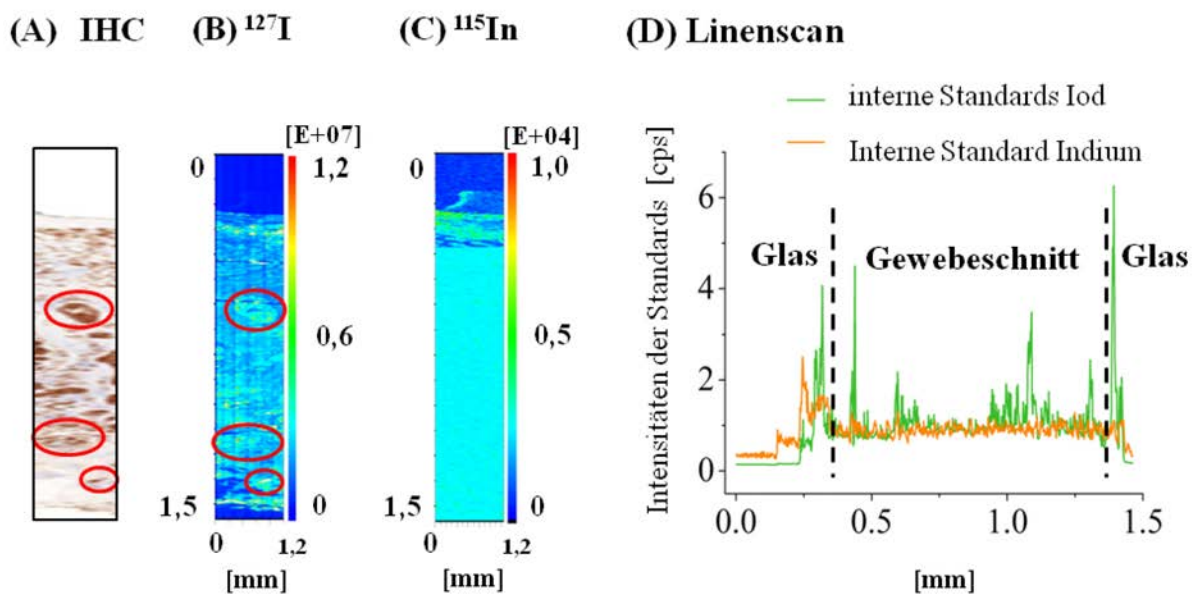 (A) IHC
(B) ¹²⁷I
(C) ¹¹⁵In
(D) Linenscan
[E+07]
0
1,2
0,6
0
1,5
0
1,2
[mm]
[E+04]
0
1,0
0,5
0
1,5
0
1,2
[mm]
interne Standards Iod
Interne Standard Indium
Intensitäten der Standards [cps]
6
4
2
0
Glas
Gewebeschnitt
Glas
0.0
0.5
1.0
1.5
[mm]